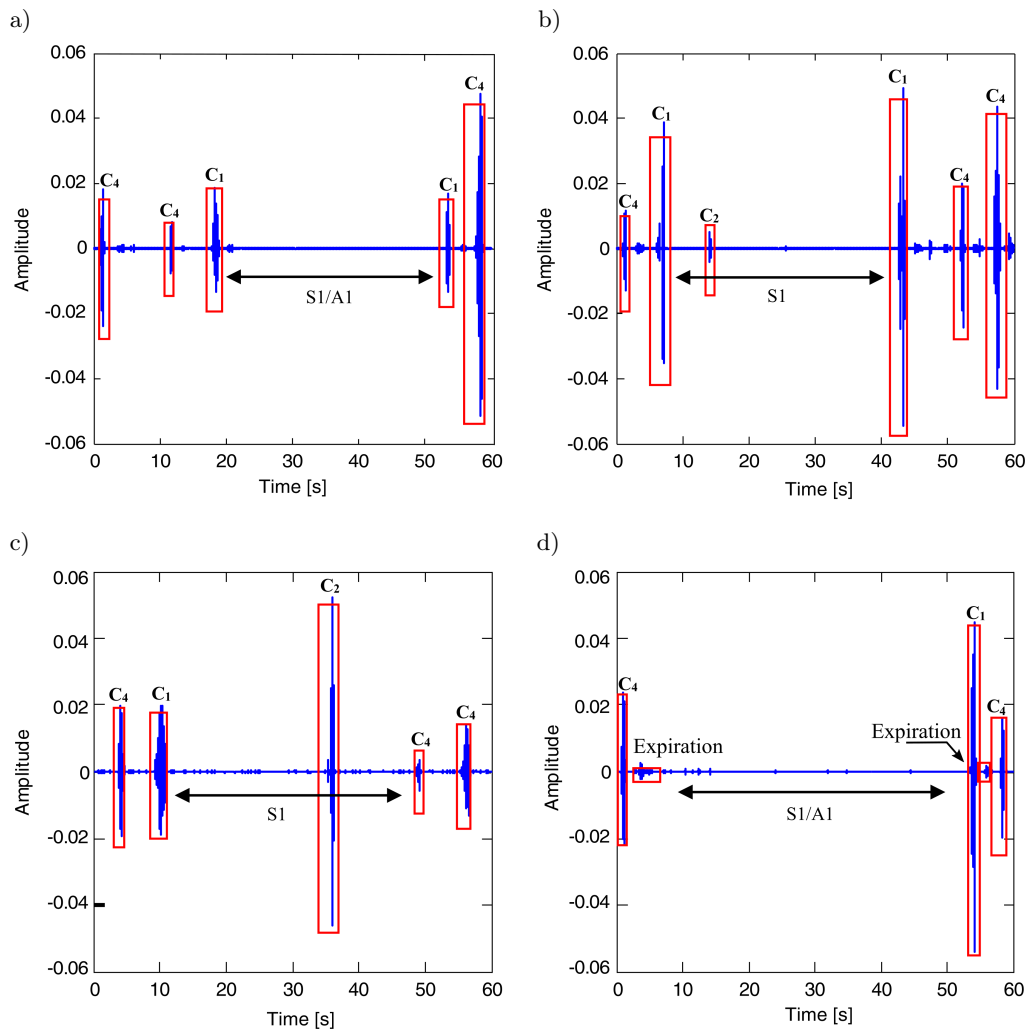 a)
0.06
0.04
0.02
0
-0.02
-0.04
-0.06
Amplitude
C4
C4
C1
C1
C4
S1/A1
0 10 20 30 40 50 60
Time [s]
b)
0.06
0.04
0.02
0
-0.02
-0.04
-0.06
Amplitude
C4
C1
C2
C1
C4
C4
S1
0 10 20 30 40 50 60
Time [s]
c)
0.06
0.04
0.02
0
-0.02
-0.04
-0.06
Amplitude
C4
C1
C2
C4
C4
S1
0 10 20 30 40 50 60
Time [s]
d)
0.06
0.04
0.02
0
-0.02
-0.04
-0.06
Amplitude
C4
Expiration
Expiration
C1
C4
S1/A1
0 10 20 30 40 50 60
Time [s]